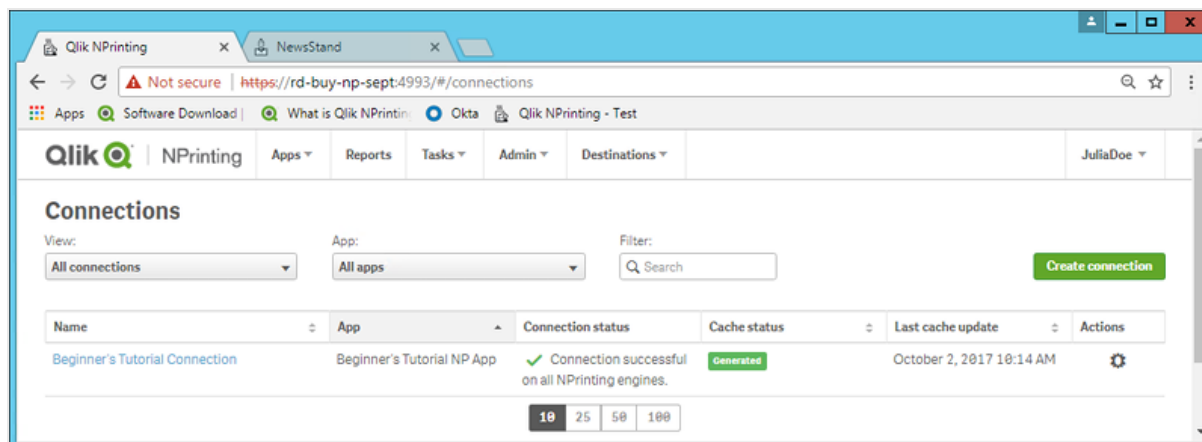 Qlik NPrinting NewsStand
Not secure | https://rd-buy-np-sept:4993/#/connections
Apps Software Download | What is Qlik NPrintin Okta Qlik NPrinting - Test
Qlik NPrinting Apps Reports Tasks Admin Destinations JuliaDoe
Connections
View: App: Filter:
All connections All apps Search Create connection
Name App Connection status Cache status Last cache update Actions
Beginner's Tutorial Connection Beginner's Tutorial NP App Connection successful Generated October 2, 2017 10:14 AM
on all NPrinting engines.
10 25 50 100